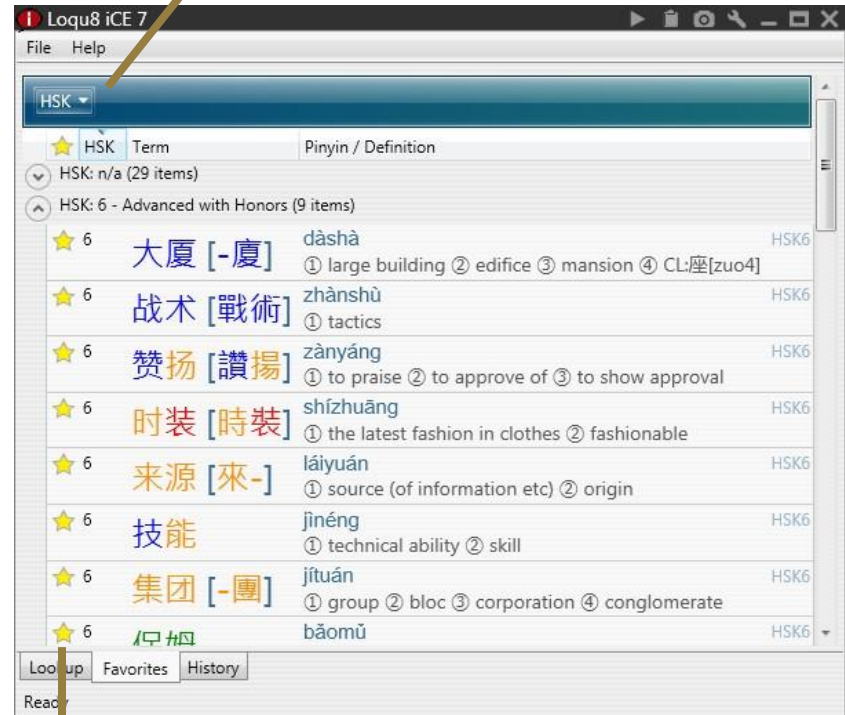 Loqu8 iCE 7
File Help
HSK
HSK Term Pinyin / Definition
HSK: n/a (29 items)
HSK: 6 - Advanced with Honors (9 items)
6 大厦 [-廈] dàshà HSK6
① large building ② edifice ③ mansion ④ CL:座[zuo4]
6 战术 [戰術] zhànshù HSK6
① tactics
6 赞扬 [讚揚] zànyáng HSK6
① to praise ② to approve of ③ to show approval
6 时装 [時裝] shízhuāng HSK6
① the latest fashion in clothes ② fashionable
6 来源 [來-] láiyuán HSK6
① source (of information etc) ② origin
6 技能 jìnéng HSK6
① technical ability ② skill
6 集团 [-團] jítuán HSK6
① group ② bloc ③ corporation ④ conglomerate
6 保姆 bǎomǔ HSK6
Lookup Favorites History
Ready